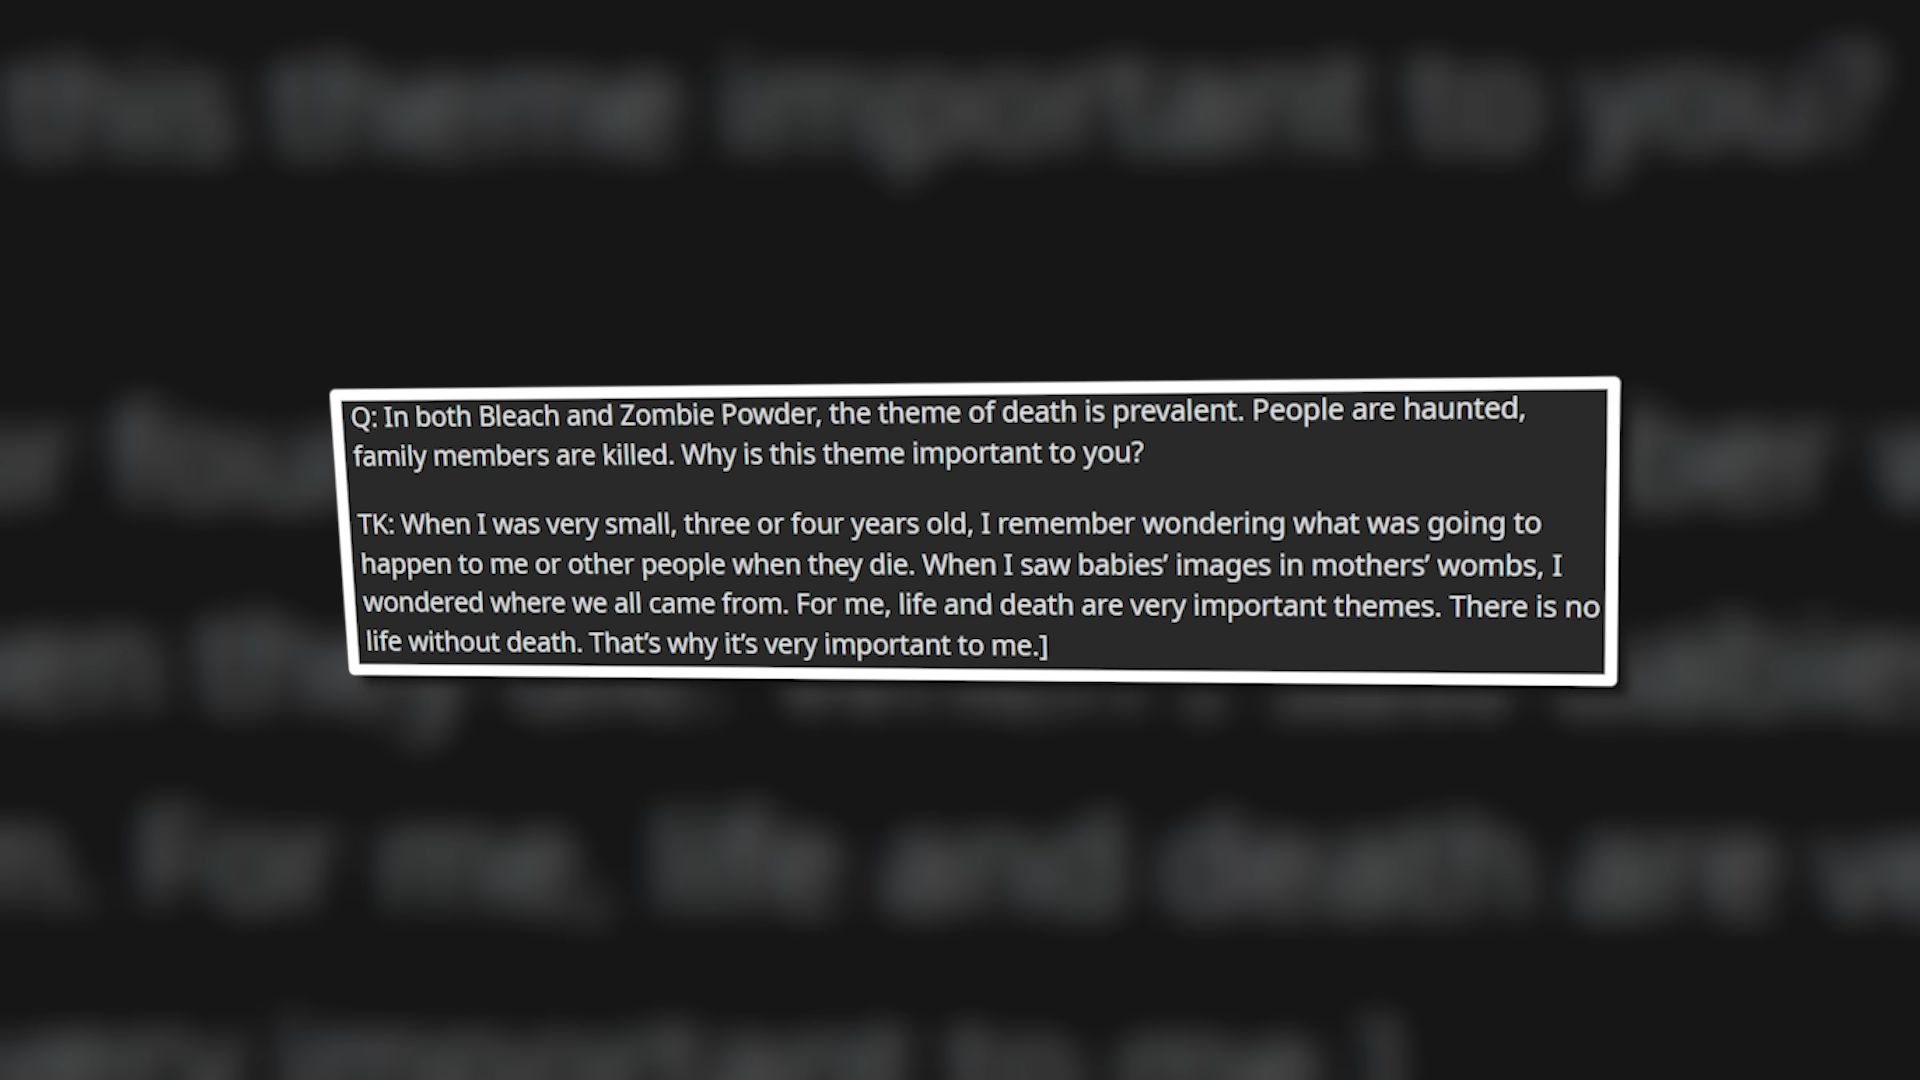 Q: In both Bleach and Zombie Powder, the theme of death is prevalent. People are haunted,
family members are killed. Why is this theme important to you?
TK: When I was very small, three or four years old, I remember wondering what was going to
happen to me or other people when they die. When I saw babies’ images in mothers’ wombs, I
wondered where we all came from. For me, life and death are very important themes. There is no
life without death. That’s why it’s very important to me.]